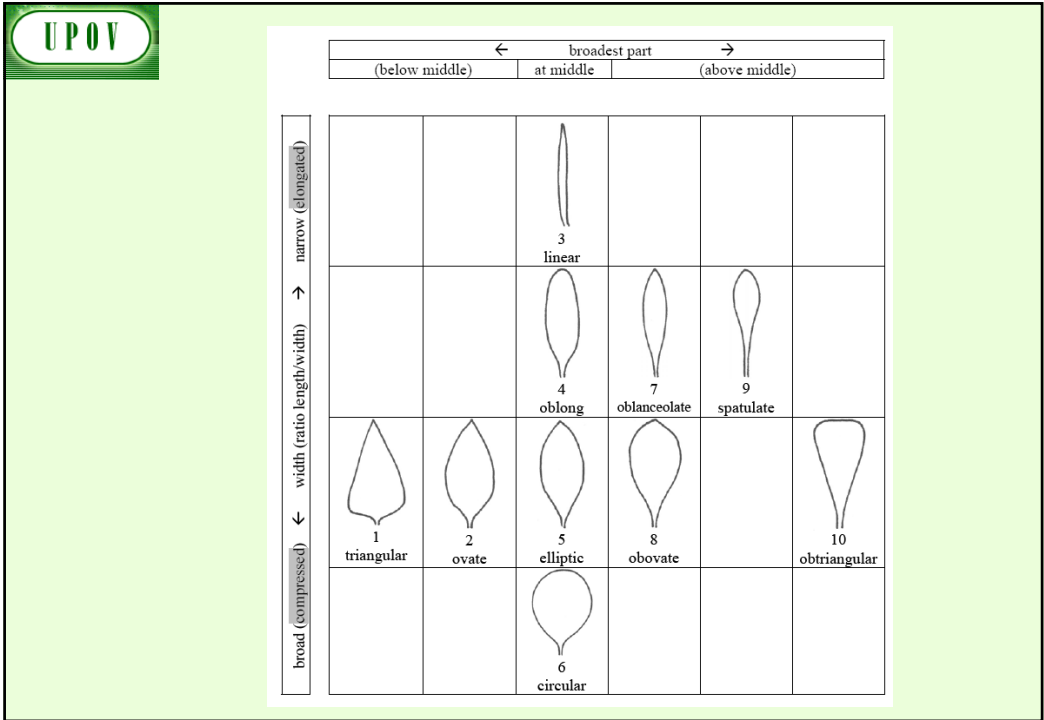 UPOV
← broadest part →
(below middle) at middle (above middle)
narrow (elongated)
↑
width (ratio length/width)
↓
broad (compressed)
3
linear
4
oblong
7
oblanceolate
9
spatulate
1
triangular
2
ovate
5
elliptic
8
obovate
10
obtriangular
6
circular